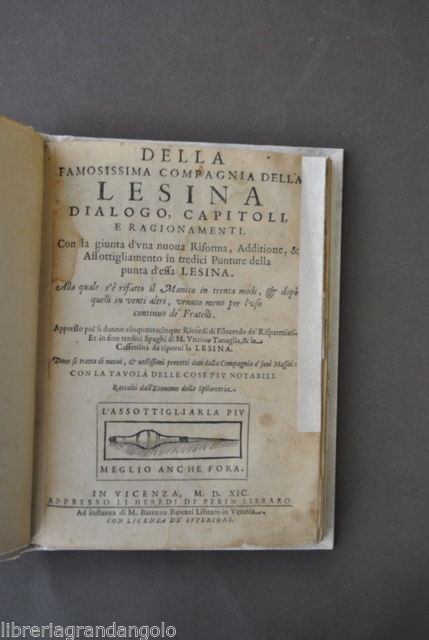 DELLA
FAMOSISSIMA COMPAGNIA DELLA
LESINA
DIALOGO, CAPITOLI,
E RAGIONAMENTI.
Con la giunta d'vna nuoua Riforma, Additione, &
Assottigliamento in tredici Punture della
punta d'essa LESINA.
Alla quale s'è rifatto il Manico in trenta modi, & dopò
quelli in venti altri, venuto meno per l'vso
continuo de' Fratelli.
Appresso poi si danno cinquantacinque Ricordi di Filocerdo de' Risparmiati.
Et in fine tredici Spaghi di M. Vncino Tanaglia, & la
Cassettina da riporui la LESINA.
Doue si tratta di nuoui, & vtilissimi precetti dati dalla Compagnia a' suoi Massari:
CON LA TAVOLA DELLE COSE PIV NOTABILI.
Raccolti dall'Economo della Spilorceria.
L'ASSOTTIGLIARLA PIV
MEGLIO ANCHE FORA.
IN VICENZA, M. D. XIC.
APPRESSO LI HEREDI DI PERIN LIBRARO.
Ad instanza di M. Barezzo Barezzi Libraro in Venetia.
CON LICENZA DE' SVPERIORI.
libreriagrandangolo